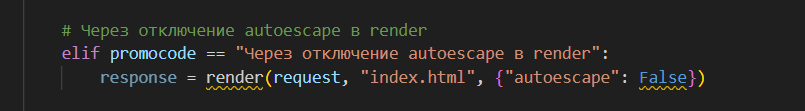 # Через отключение autoescape в render
elif promocode == "Через отключение autoescape в render":
response = render(request, "index.html", {"autoescape": False})